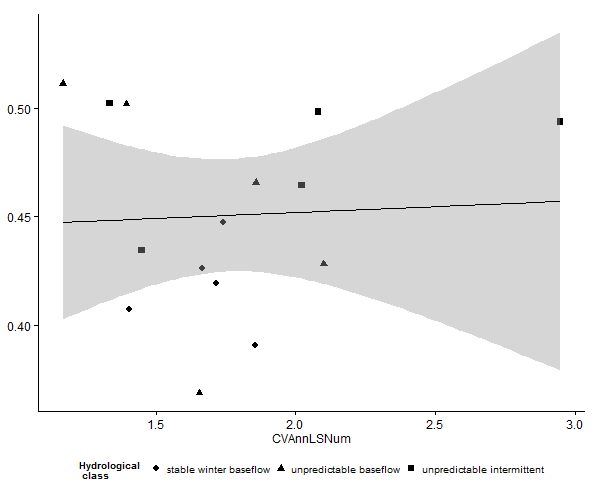 0.50
0.45
0.40
1.5 2.0 2.5 3.0
CVAnnLSNum
Hydrological class stable winter baseflow unpredictable baseflow unpredictable intermittent